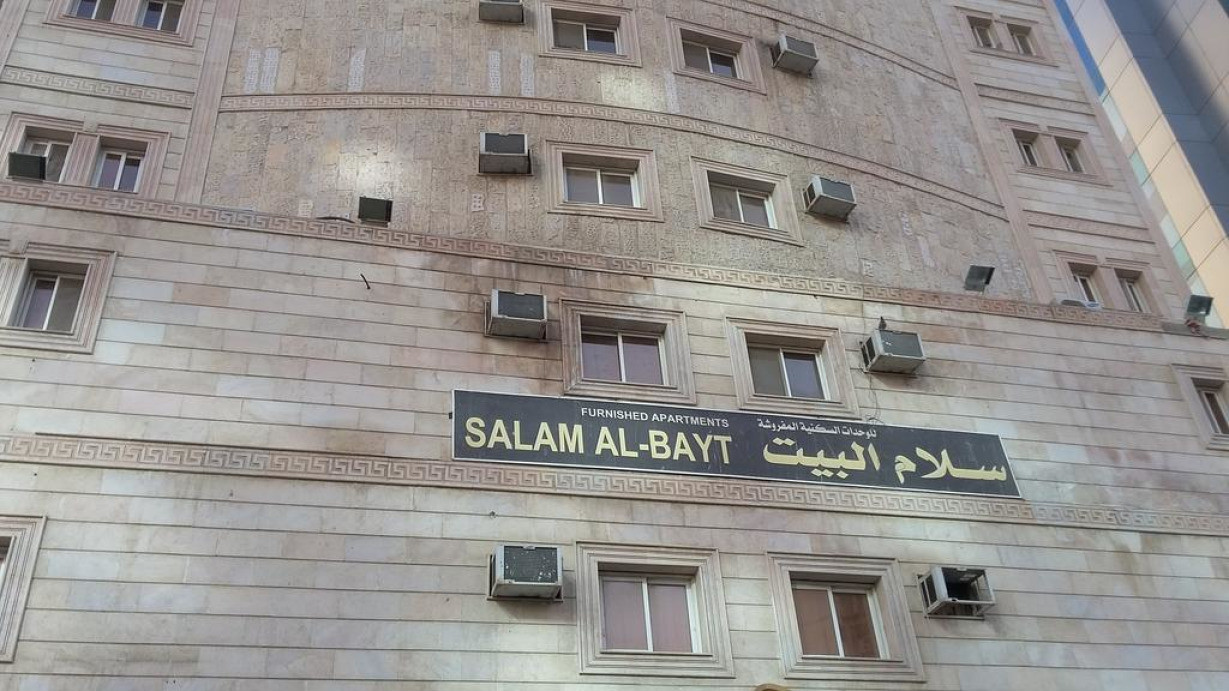 FURNISHED APARTMENTS
SALAM AL-BAYT
للوحدات السكنية المفروشة
سلام البيت